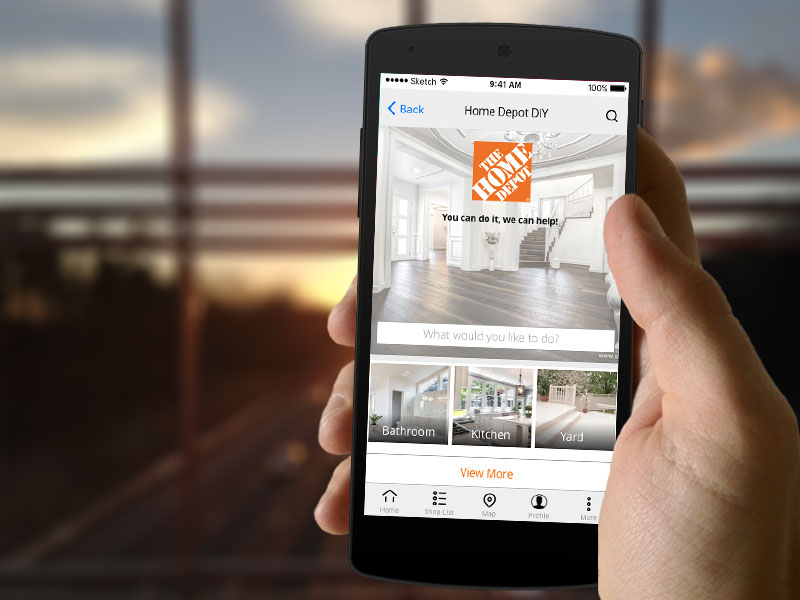 Sketch
9:41 AM
100%
Back
Home Depot DIY
THE
HOME
DEPOT
You can do it, we can help!
What would you like to do?
Bathroom
Kitchen
Yard
View More
Home
Shop List
Map
Profile
More